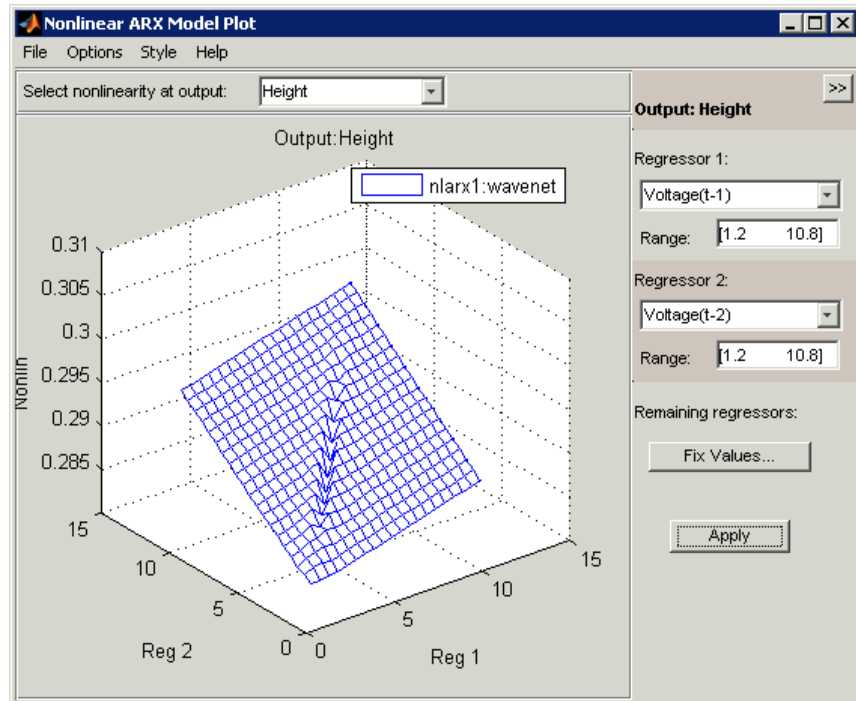 Nonlinear ARX Model Plot
File Options Style Help
Select nonlinearity at output: Height
Output:Height
nlarx1:wavenet
0.31
0.305
0.3
0.295
0.29
0.285
Nonlin
15
10
5
0
Reg 2
0
5
10
15
Reg 1
>>
Output: Height
Regressor 1:
Voltage(t-1)
Range: [1.2 10.8]
Regressor 2:
Voltage(t-2)
Range: [1.2 10.8]
Remaining regressors:
Fix Values...
Apply